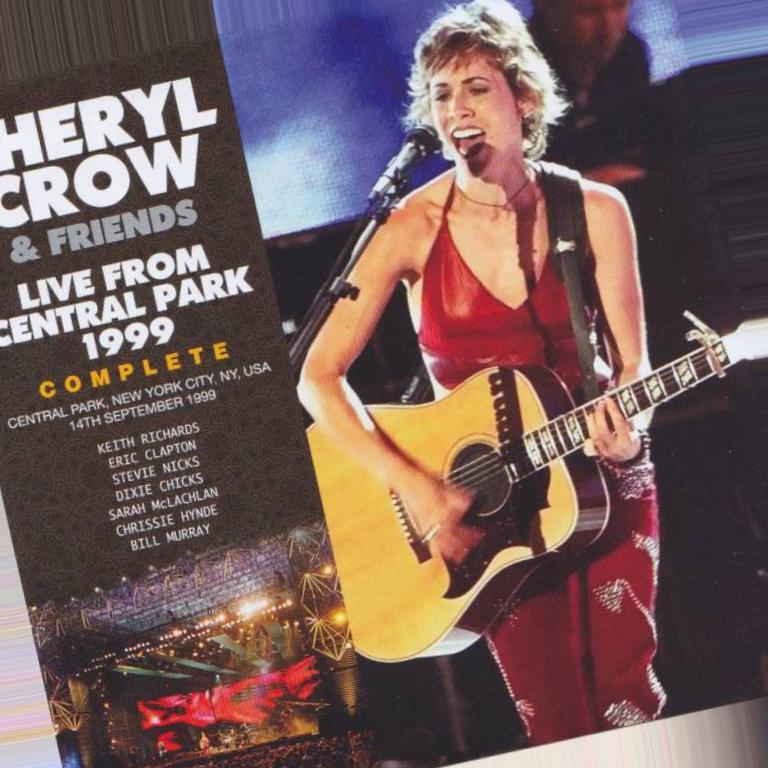 HERYL
CROW
& FRIENDS
LIVE FROM
CENTRAL PARK
1999
COMPLETE
CENTRAL PARK, NEW YORK CITY, NY, USA
14TH SEPTEMBER 1999
KEITH RICHARDS
ERIC CLAPTON
STEVIE NICKS
DIXIE CHICKS
SARAH McLACHLAN
CHRISSIE HYNDE
BILL MURRAY